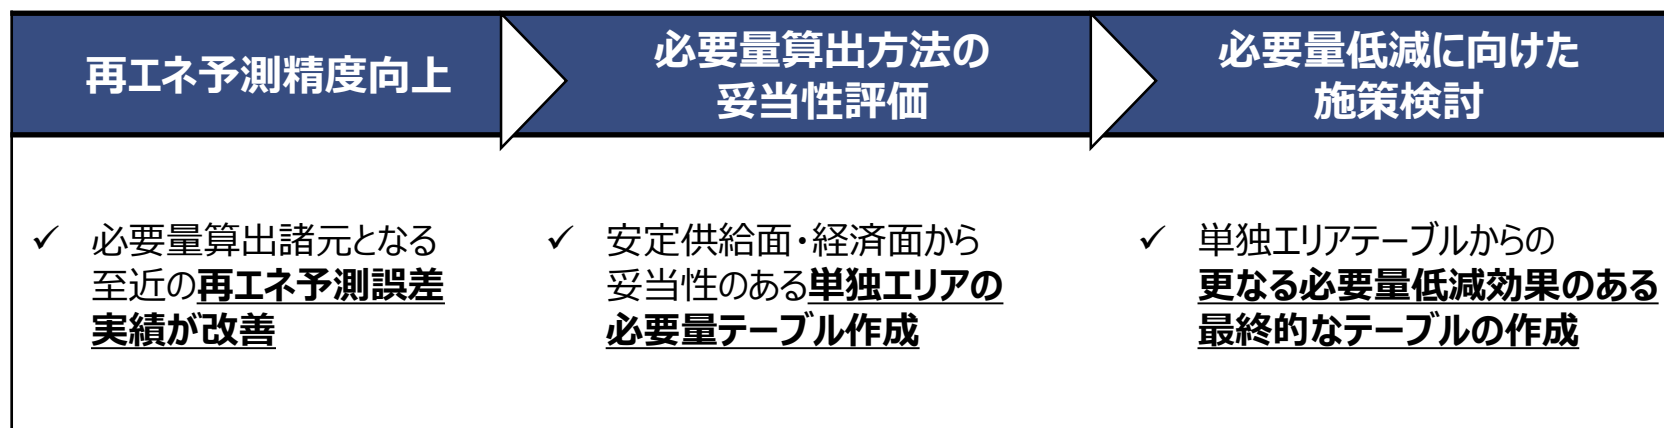 再エネ予測精度向上
必要量算出方法の
妥当性評価
必要量低減に向けた
施策検討
✓ 必要量算出諸元となる
至近の再エネ予測誤差
実績が改善
✓ 安定供給面・経済面から
妥当性のある単独エリアの
必要量テーブル作成
✓ 単独エリアテーブルからの
更なる必要量低減効果のある
最終的なテーブルの作成